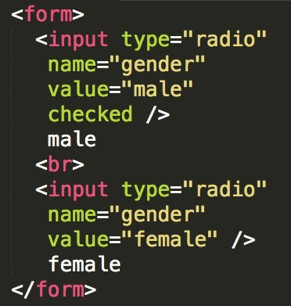 <form>
<input type="radio"
name="gender"
value="male"
checked />
male
<br>
<input type="radio"
name="gender"
value="female" />
female
</form>